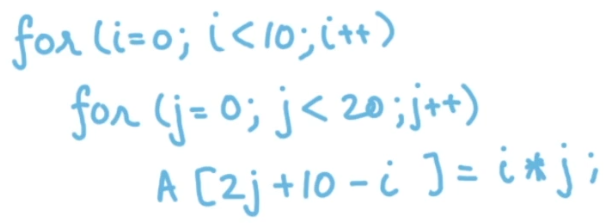 for (i=0; i<10; i++)
for (j=0; j<20; j++)
A [2j+10-i ] = i*j;